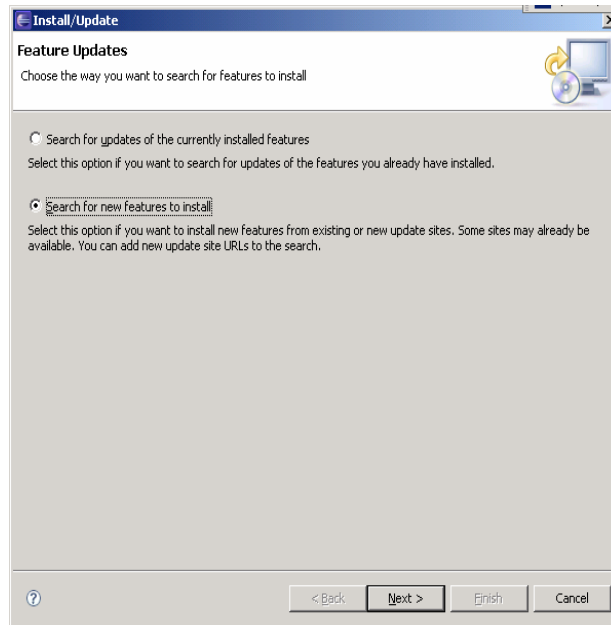 Install/Update
Feature Updates
Choose the way you want to search for features to install
Search for updates of the currently installed features
Select this option if you want to search for updates of the features you already have installed.
Search for new features to install
Select this option if you want to install new features from existing or new update sites. Some sites may already be
available. You can add new update site URLs to the search.
< Back Next > Finish Cancel